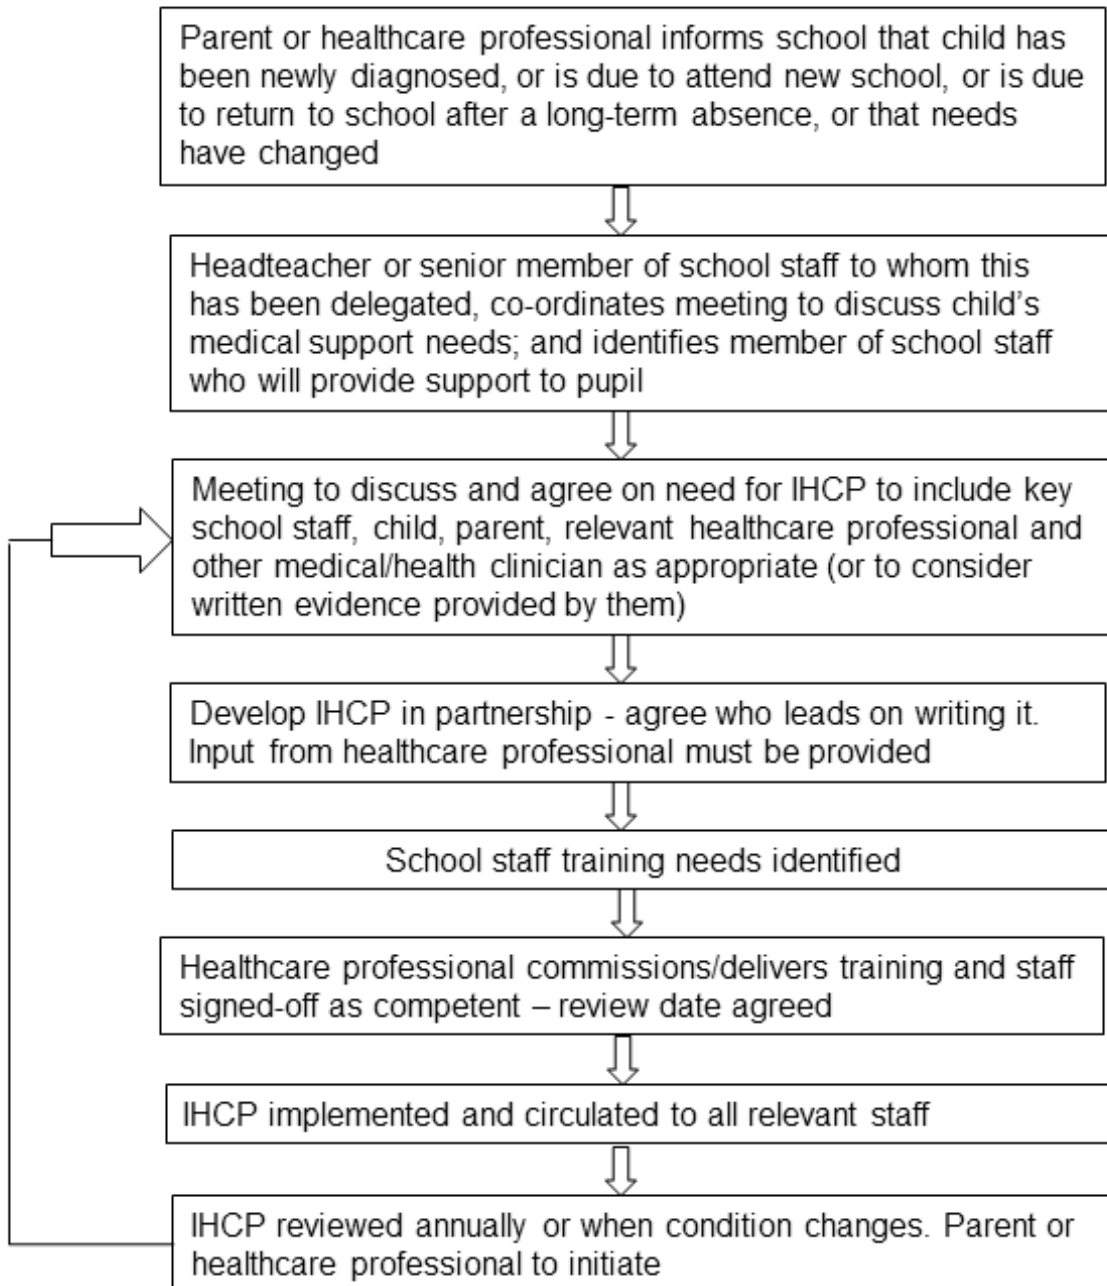 Parent or healthcare professional informs school that child has
been newly diagnosed, or is due to attend new school, or is due
to return to school after a long-term absence, or that needs
have changed
Headteacher or senior member of school staff to whom this
has been delegated, co-ordinates meeting to discuss child’s
medical support needs; and identifies member of school staff
who will provide support to pupil
Meeting to discuss and agree on need for IHCP to include key
school staff, child, parent, relevant healthcare professional and
other medical/health clinician as appropriate (or to consider
written evidence provided by them)
Develop IHCP in partnership - agree who leads on writing it.
Input from healthcare professional must be provided
School staff training needs identified
Healthcare professional commissions/delivers training and staff
signed-off as competent – review date agreed
IHCP implemented and circulated to all relevant staff
IHCP reviewed annually or when condition changes. Parent or
healthcare professional to initiate